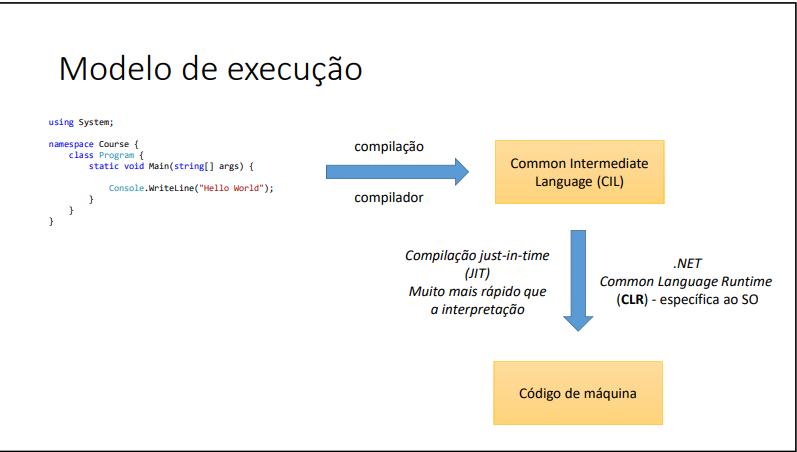 Modelo de execução
using System;
namespace Course {
class Program {
static void Main(string[] args) {
Console.WriteLine("Hello World");
}
}
}
compilação
compilador
Common Intermediate
Language (CIL)
Compilação just-in-time
(JIT)
Muito mais rápido que
a interpretação
.NET
Common Language Runtime
(CLR) - específica ao SO
Código de máquina